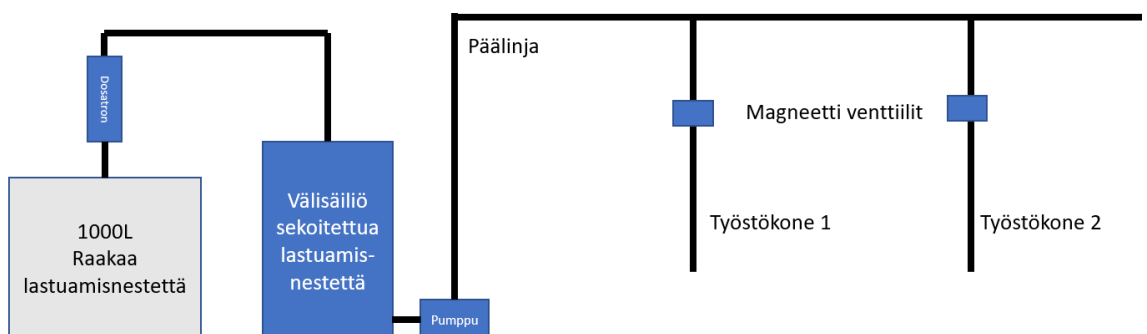 Dosatron
1000L
Raakaa
lastuamisnestettä
Välisäiliö
sekoitettua
lastuamis-
nestettä
Pumppu
Päälinja
Magneetti venttiilit
Työstökone 1
Työstökone 2